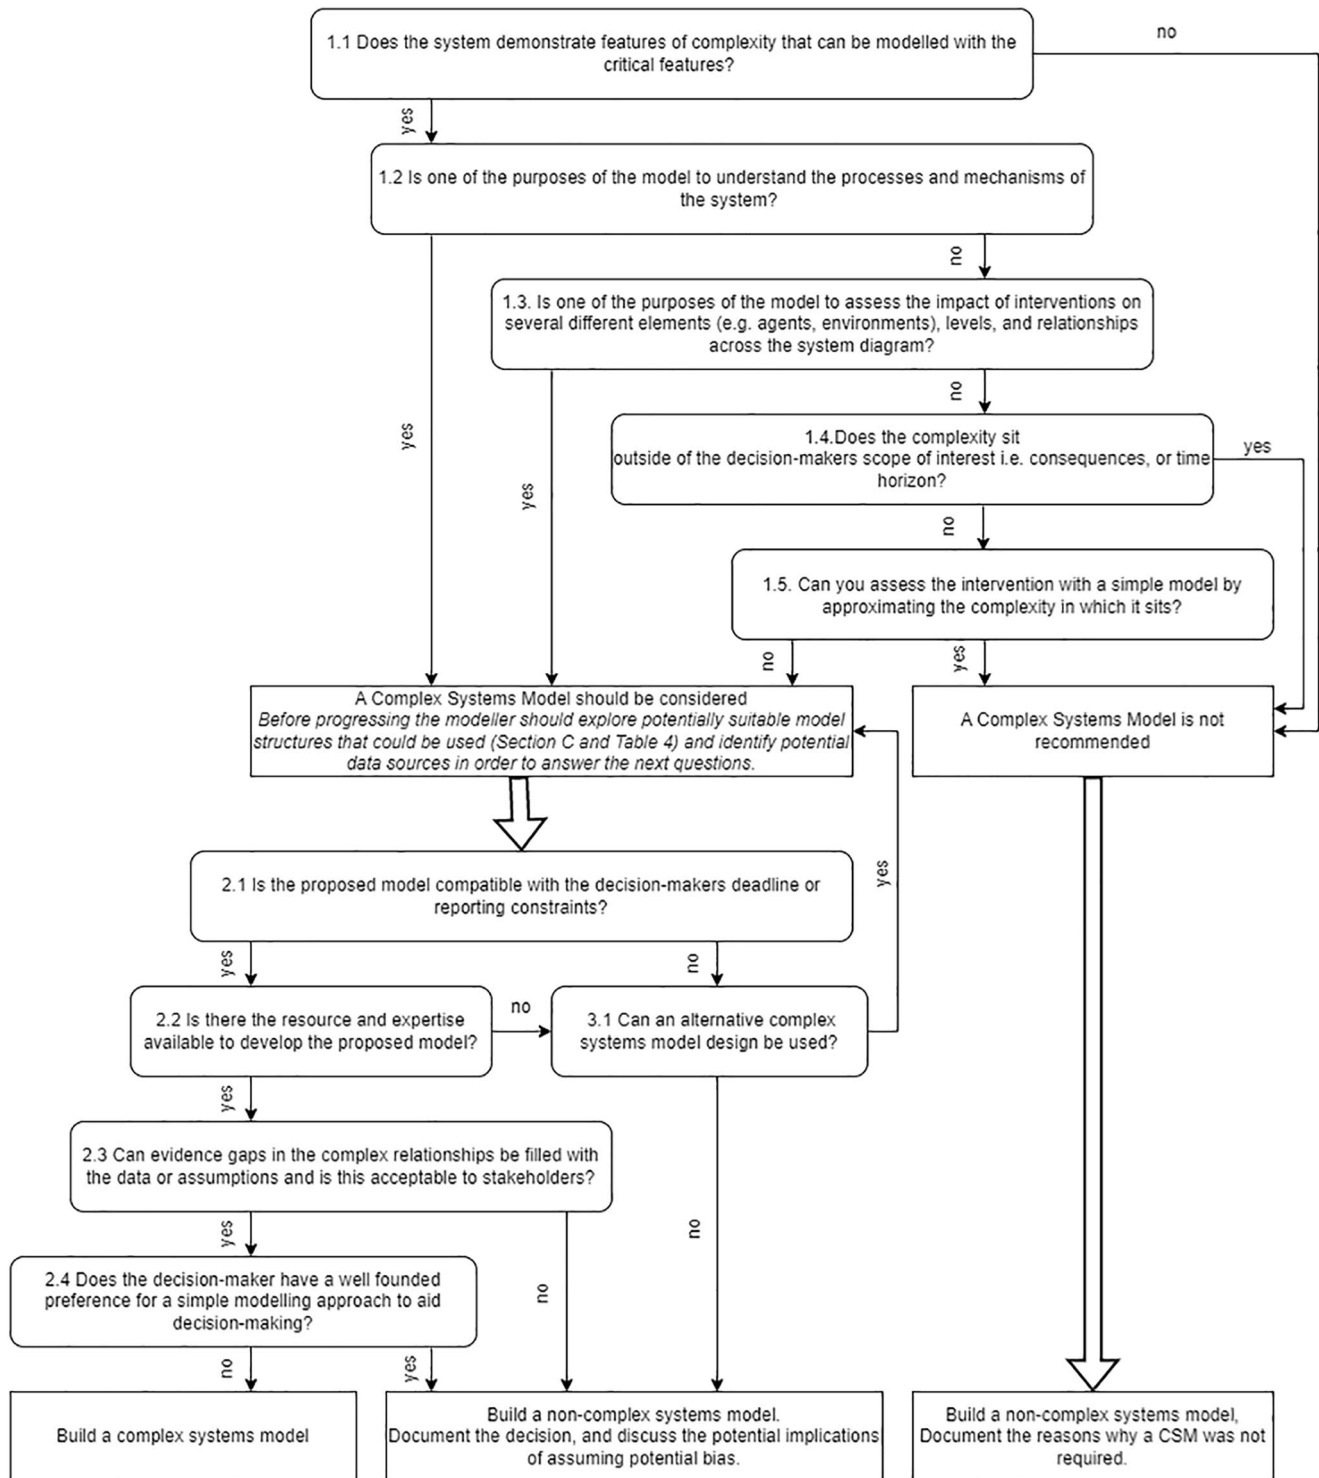 1.1 Does the system demonstrate features of complexity that can be modelled with the
critical features?
no
yes
1.2 Is one of the purposes of the model to understand the processes and mechanisms of
the system?
no
1.3. Is one of the purposes of the model to assess the impact of interventions on
several different elements (e.g. agents, environments), levels, and relationships
across the system diagram?
yes
yes
no
1.4.Does the complexity sit
outside of the decision-makers scope of interest i.e. consequences, or time
horizon?
yes
no
1.5. Can you assess the intervention with a simple model by
approximating the complexity in which it sits?
no
yes
A Complex Systems Model should be considered
Before progressing the modeller should explore potentially suitable model
structures that could be used (Section C and Table 4) and identify potential
data sources in order to answer the next questions.
A Complex Systems Model is not
recommended
2.1 Is the proposed model compatible with the decision-makers deadline or
reporting constraints?
yes
yes
no
2.2 Is there the resource and expertise
available to develop the proposed model?
no
3.1 Can an alternative complex
systems model design be used?
yes
2.3 Can evidence gaps in the complex relationships be filled with
the data or assumptions and is this acceptable to stakeholders?
yes
no
no
2.4 Does the decision-maker have a well founded
preference for a simple modelling approach to aid
decision-making?
no
yes
Build a complex systems model
Build a non-complex systems model.
Document the decision, and discuss the potential implications
of assuming potential bias.
Build a non-complex systems model,
Document the reasons why a CSM was not
required.